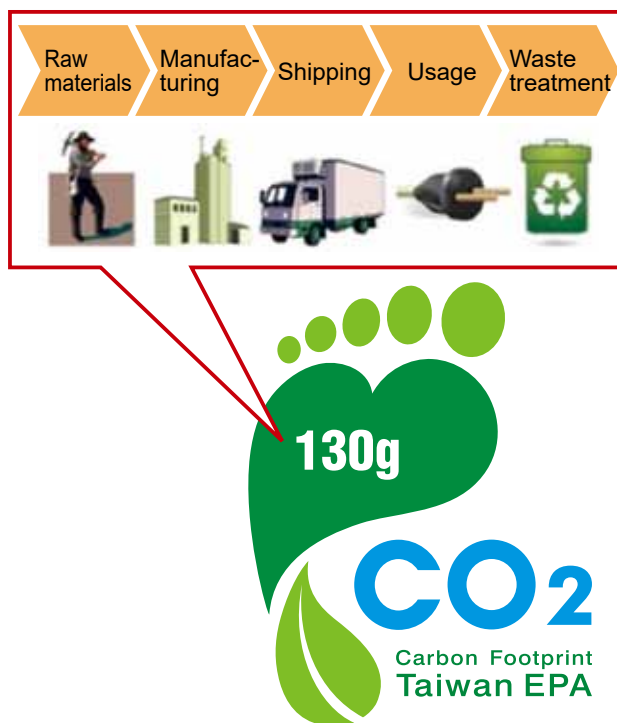 Raw
materials
Manufac-
turing
Shipping
Usage
Waste
treatment
130g
CO2
Carbon Footprint
Taiwan EPA